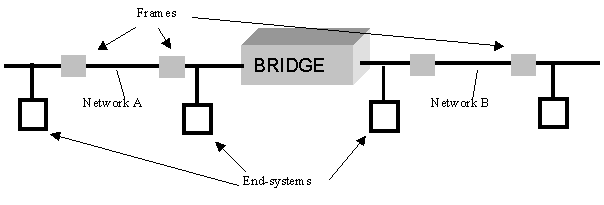 Frames
BRIDGE
Network A
Network B
End-systems